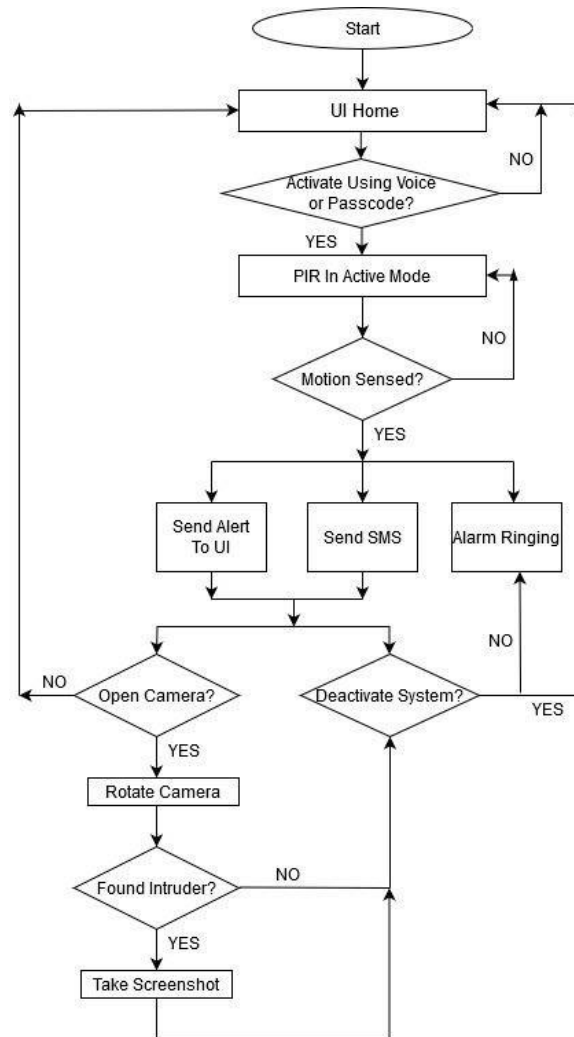 Start
UI Home
NO
Activate Using Voice
or Passcode?
YES
PIR In Active Mode
NO
Motion Sensed?
YES
Send Alert
To UI
Send SMS
Alarm Ringing
NO
NO
Open Camera?
Deactivate System?
YES
YES
Rotate Camera
Found Intruder?
NO
YES
Take Screenshot